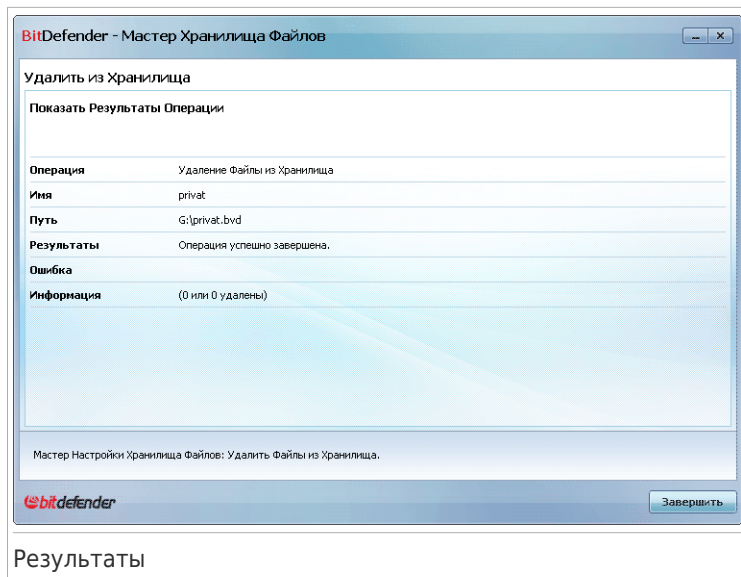 BitDefender - Мастер Хранилища Файлов
Удалить из Хранилища
Показать Результаты Операции
Операция Удаление Файлы из Хранилища
Имя privat
Путь G:\privat.bvd
Результаты Операция успешно завершена.
Ошибка
Информация (0 или 0 удалены)
Мастер Настройки Хранилища Файлов: Удалить Файлы из Хранилища.
bitdefender
Завершить
Результаты